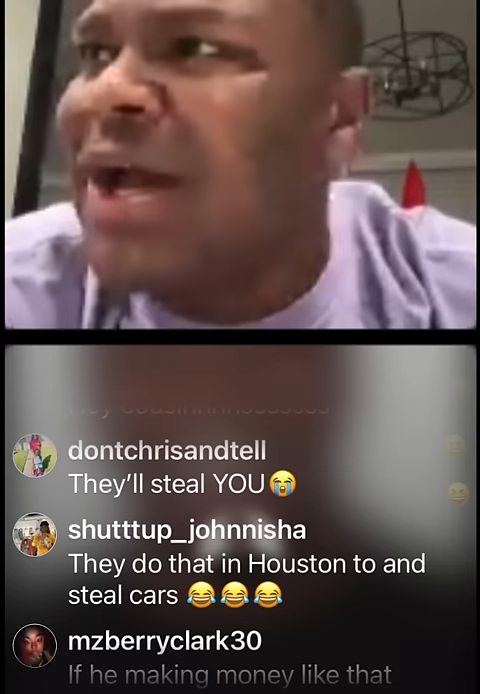 dontchrisandtell
They’ll steal YOU😭
shutttup_johnnisha
They do that in Houston to and
steal cars 😂😂😂
mzberryclark30
If he making money like that